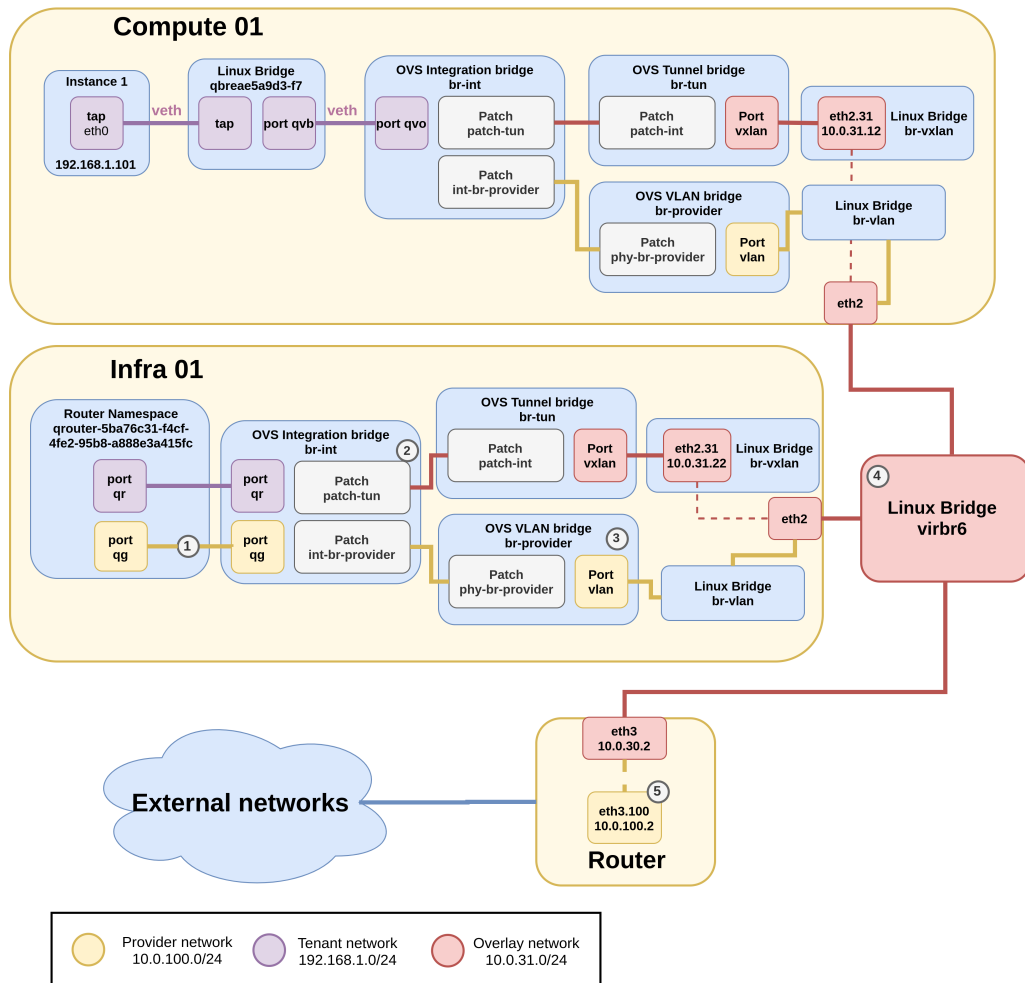 Compute 01
Instance 1
tap
eth0
192.168.1.101
veth
Linux Bridge
qbreae5a9d3-f7
tap
port qvb
veth
OVS Integration bridge
br-int
port qvo
Patch
patch-tun
Patch
int-br-provider
OVS Tunnel bridge
br-tun
Patch
patch-int
Port
vxlan
eth2.31
10.0.31.12
Linux Bridge
br-vxlan
OVS VLAN bridge
br-provider
Patch
phy-br-provider
Port
vlan
Linux Bridge
br-vlan
eth2
Infra 01
Router Namespace
qrouter-5ba76c31-f4cf-
4fe2-95b8-a888e3a415fc
port
qr
port
qg
1
OVS Integration bridge
br-int
2
port
qr
port
qg
Patch
patch-tun
Patch
int-br-provider
OVS Tunnel bridge
br-tun
Patch
patch-int
Port
vxlan
eth2.31
10.0.31.22
Linux Bridge
br-vxlan
OVS VLAN bridge
br-provider
3
Patch
phy-br-provider
Port
vlan
eth2
Linux Bridge
br-vlan
4
Linux Bridge
virbr6
External networks
eth3
10.0.30.2
5
eth3.100
10.0.100.2
Router
Provider network
10.0.100.0/24
Tenant network
192.168.1.0/24
Overlay network
10.0.31.0/24